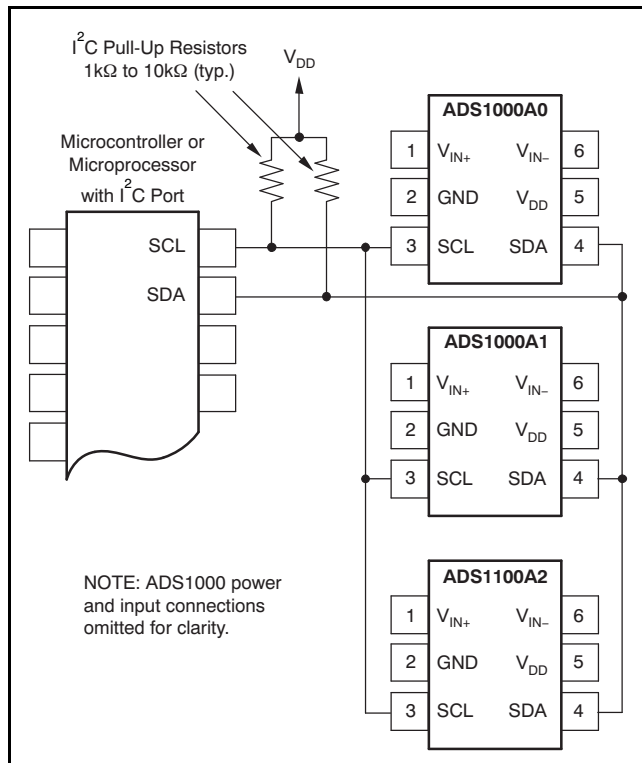 I²C Pull-Up Resistors
1kΩ to 10kΩ (typ.)
V_DD
Microcontroller or
Microprocessor
with I²C Port
SCL
SDA
ADS1000A0
1 V_IN+ V_IN– 6
2 GND V_DD 5
3 SCL SDA 4
ADS1000A1
1 V_IN+ V_IN– 6
2 GND V_DD 5
3 SCL SDA 4
NOTE: ADS1000 power
and input connections
omitted for clarity.
ADS1100A2
1 V_IN+ V_IN– 6
2 GND V_DD 5
3 SCL SDA 4